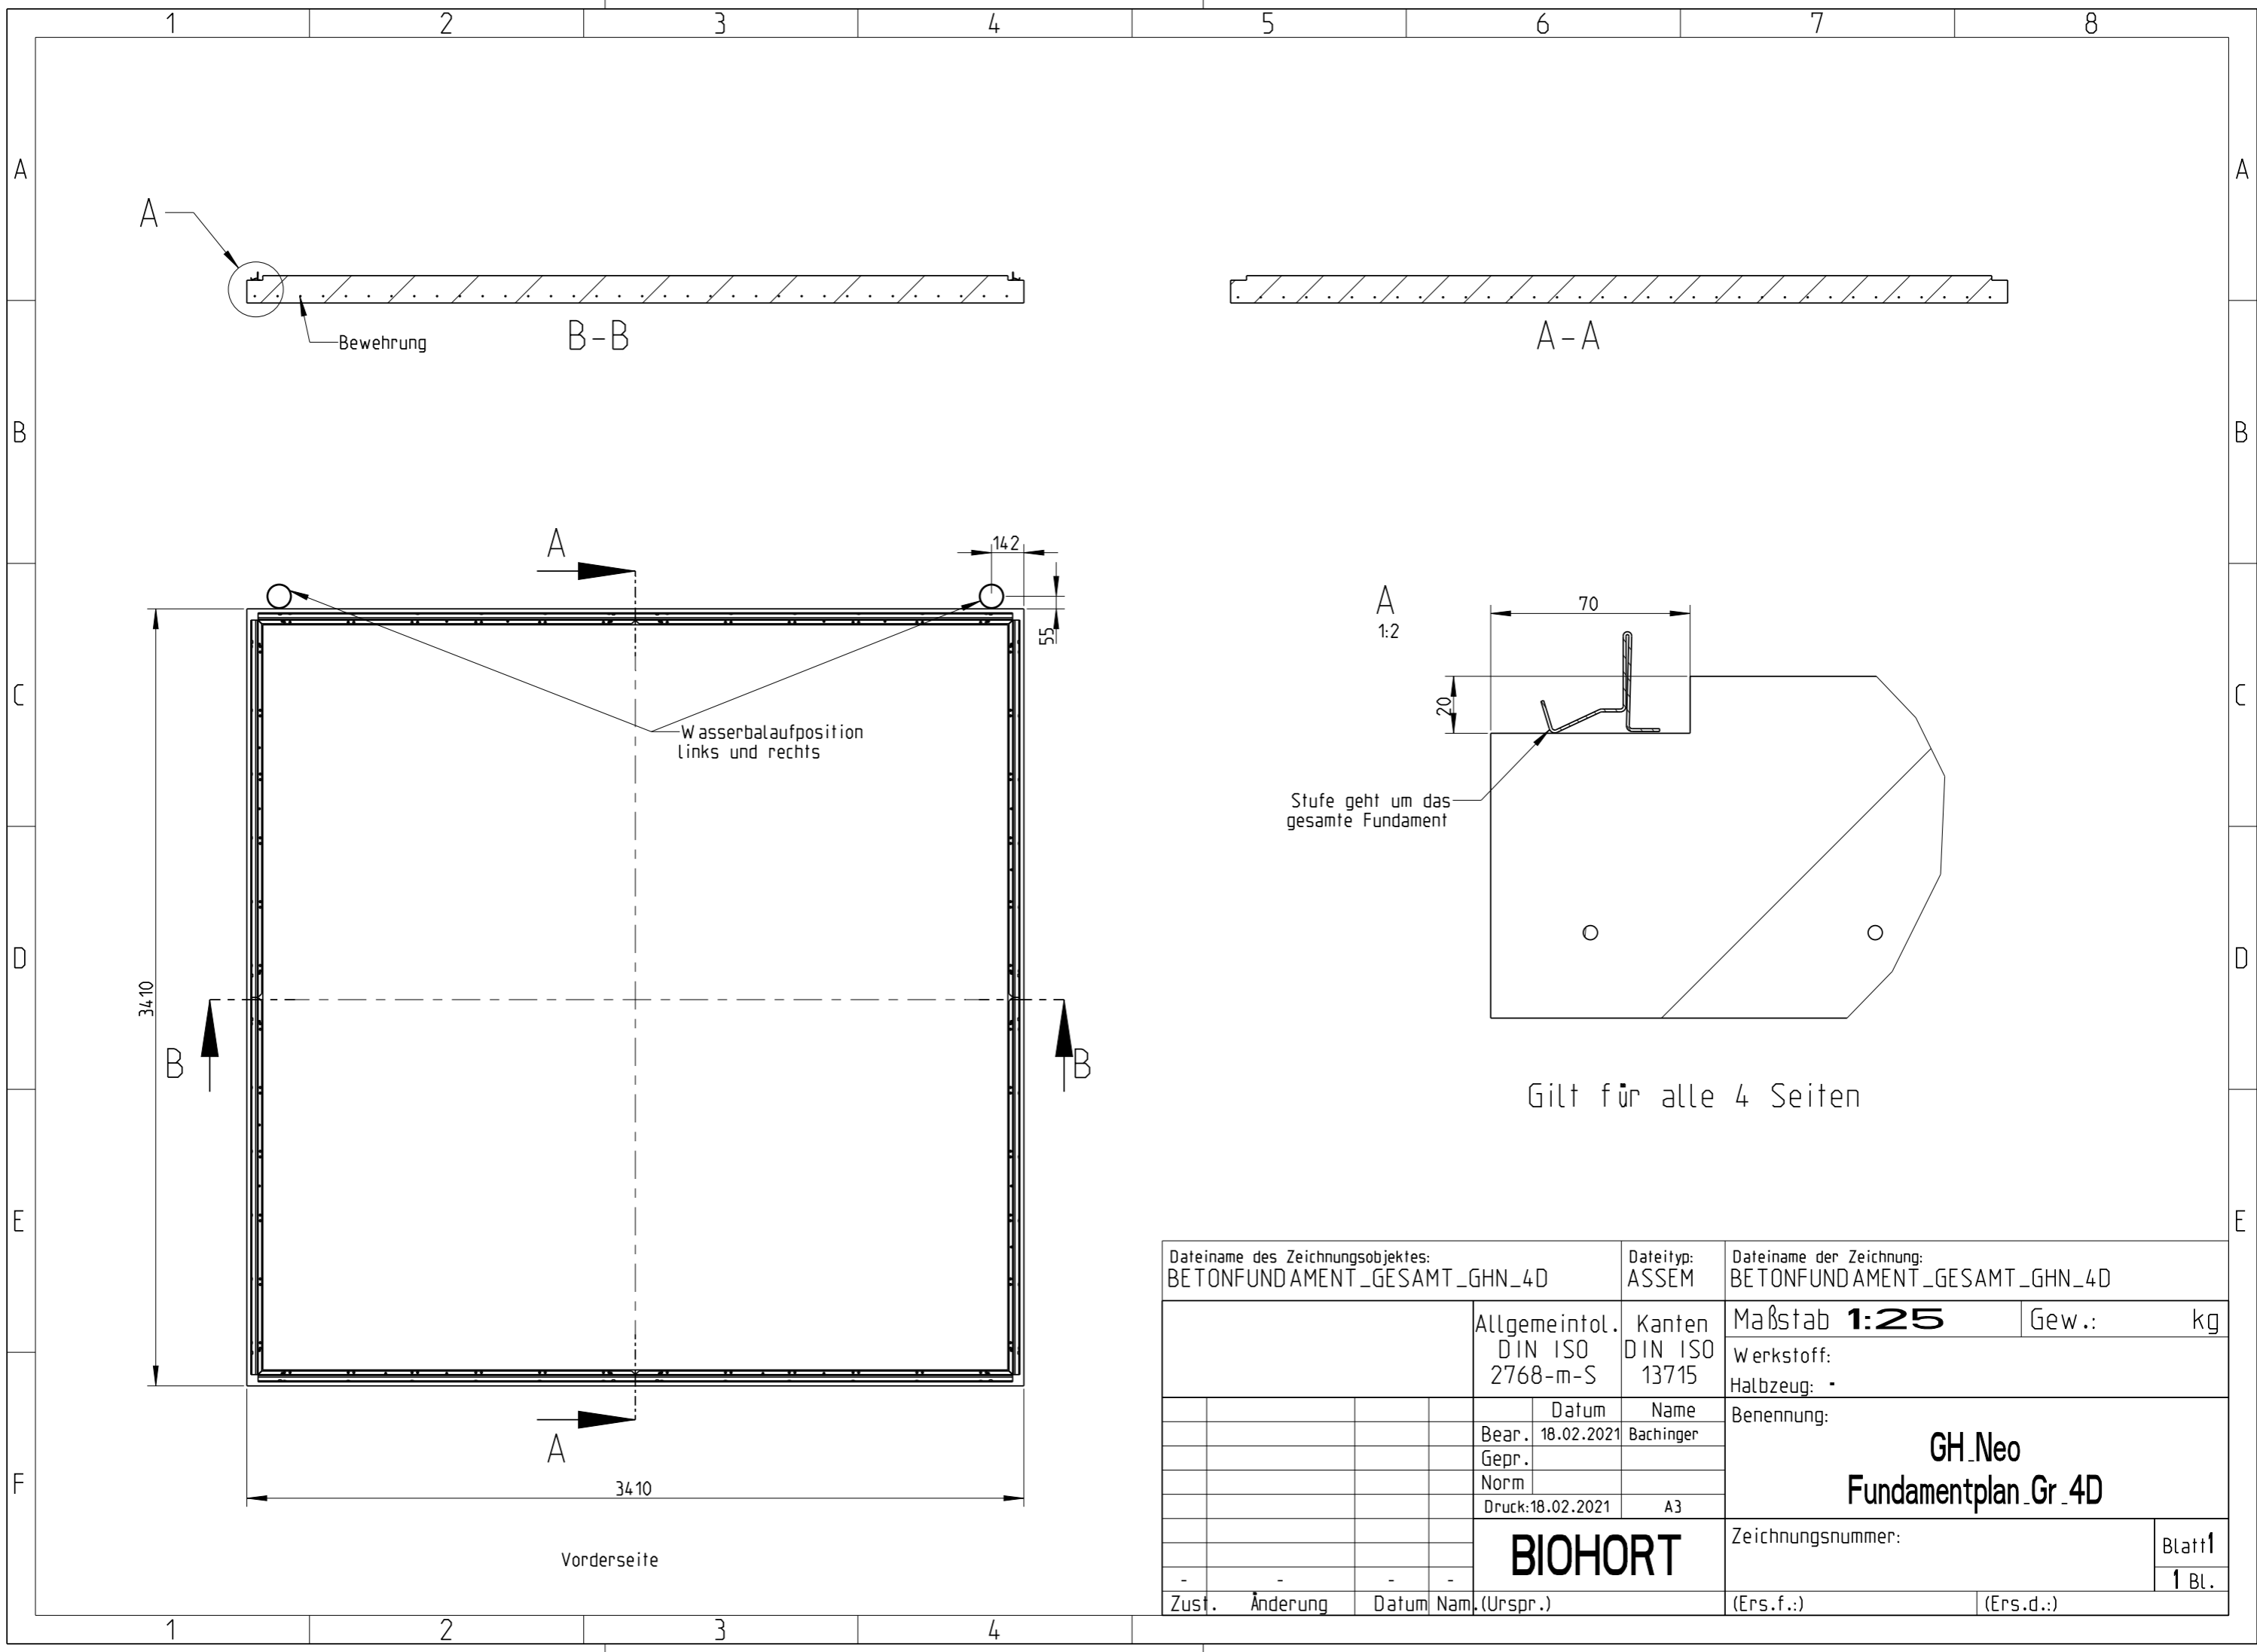 1 2 3 4 5 6 7 8
A A
B B
C C
D D
E E
F
A
Bewehrung
B-B
A-A
A
142
55
Wasserbalaufposition
links und rechts
3410
B B
A
3410
Vorderseite
A
1:2
70
20
Stufe geht um das
gesamte Fundament
Gilt für alle 4 Seiten
Dateiname des Zeichnungsobjektes:
BETONFUNDAMENT_GESAMT_GHN_4D
Dateityp:
ASSEM
Dateiname der Zeichnung:
BETONFUNDAMENT_GESAMT_GHN_4D
Allgemeintol.
DIN ISO
2768-m-S
Kanten
DIN ISO
13715
Maßstab 1:25
Gew.: kg
Werkstoff:
Halbzeug: -
Datum Name
Bear. 18.02.2021 Bachinger
Gepr.
Norm
Druck:18.02.2021 A3
Benennung:
GH_Neo
Fundamentplan_Gr_4D
BIOHORT
Zeichnungsnummer:
Blatt1
1 Bl.
- - - -
Zust. Änderung Datum Nam. (Urspr.) (Ers.f.:) (Ers.d.:)
1 2 3 4